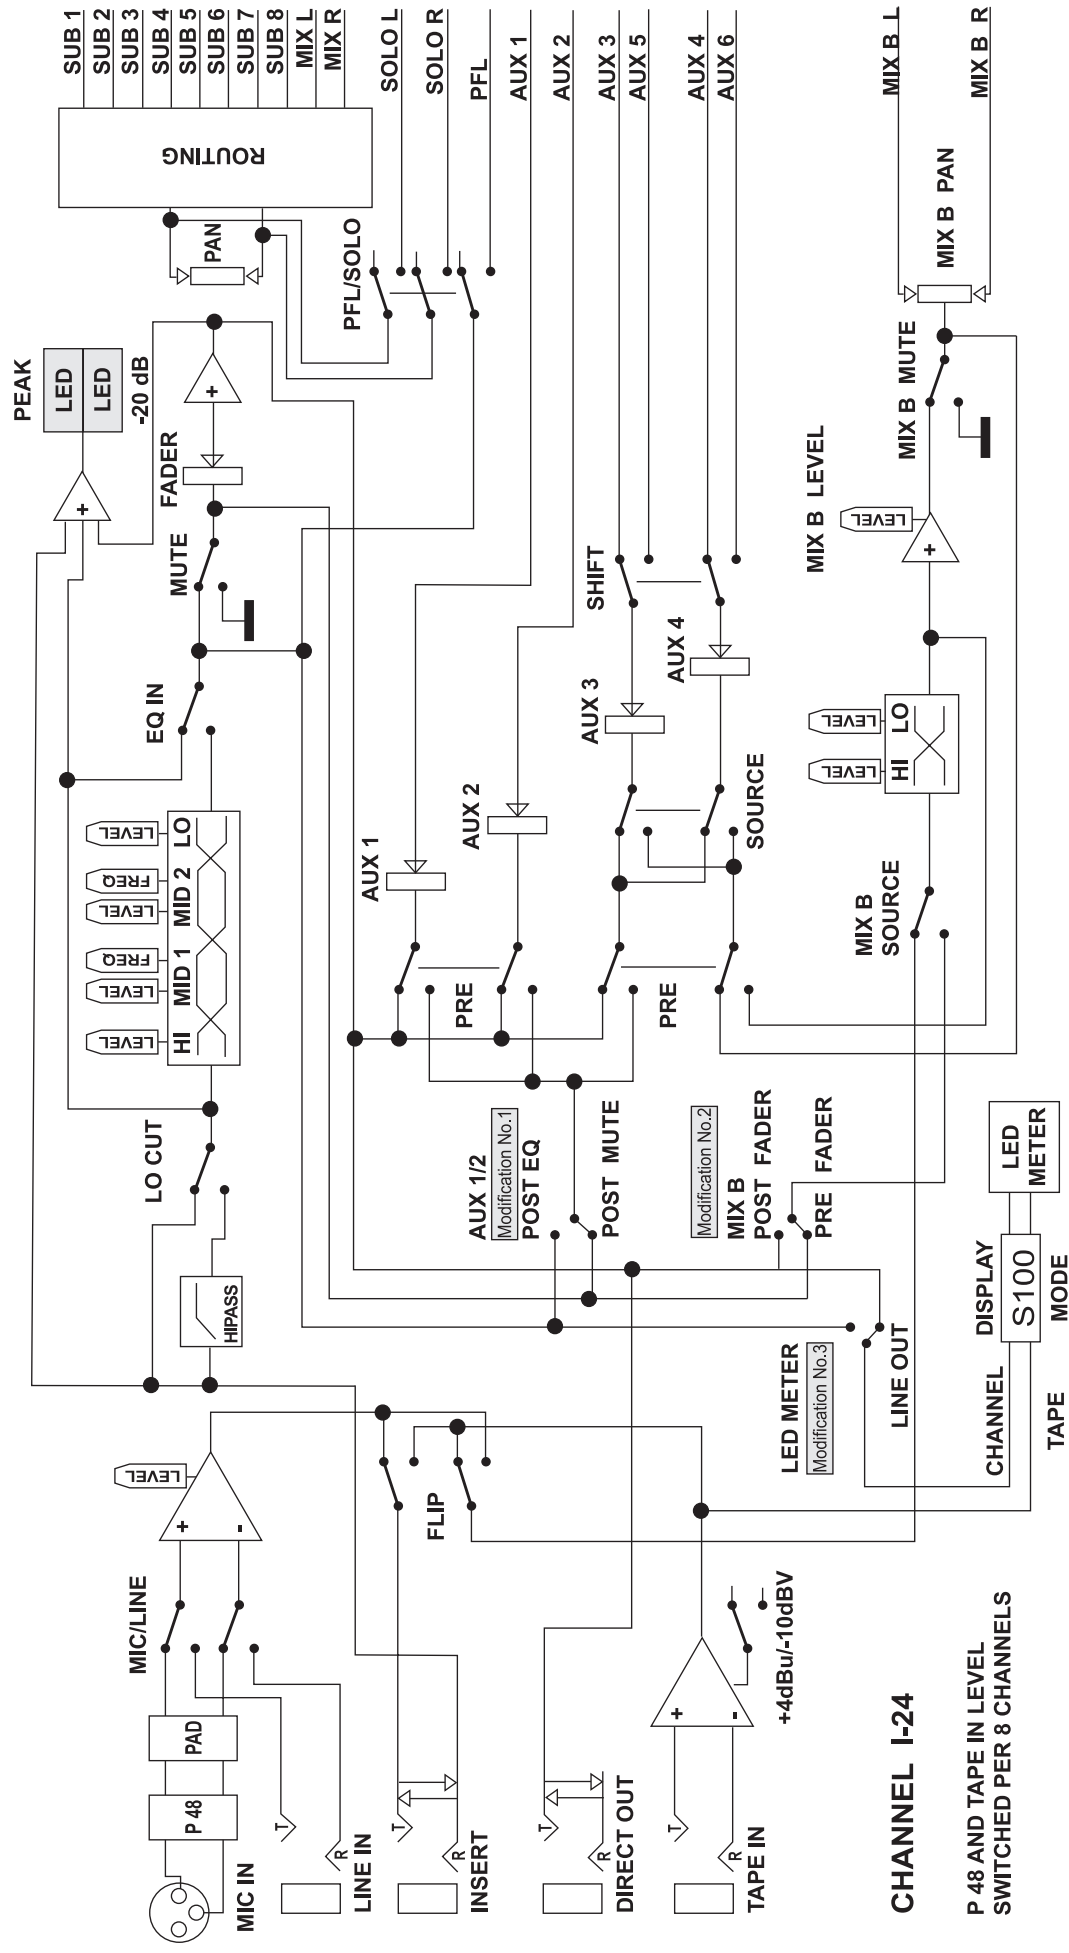 SUB 1
SUB 2
SUB 3
SUB 4
SUB 5
SUB 6
SUB 7
SUB 8
MIX L
MIX R
SOLO L
SOLO R
PFL
AUX 1
AUX 2
AUX 3
AUX 5
AUX 4
AUX 6
MIX B L
MIX B R
ROUTING
PAN
PFL/SOLO
MIX B PAN
PEAK
LED
LED
-20 dB
+
+
FADER
MUTE
EQ IN
MIX B MUTE
MIX B LEVEL
LEVEL
+
SHIFT
AUX 4
AUX 3
AUX 2
AUX 1
SOURCE
LEVEL
LEVEL
HI
LO
MIX B
SOURCE
LEVEL
LEVEL
FREQ
LEVEL
FREQ
LEVEL
HI
MID 1
MID 2
LO
PRE
PRE
LO CUT
HIPASS
AUX 1/2
Modification No.1
POST EQ
POST MUTE
Modification No.2
MIX B
POST FADER
PRE FADER
LED
METER
DISPLAY
S100
MODE
LED METER
Modification No.3
LINE OUT
CHANNEL
TAPE
LEVEL
+
-
MIC/LINE
FLIP
PAD
P 48
MIC IN
T
R
LINE IN
T
R
INSERT
T
R
DIRECT OUT
T
R
TAPE IN
+
-
+4dBu/-10dBV
CHANNEL I-24
P 48 AND TAPE IN LEVEL
SWITCHED PER 8 CHANNELS